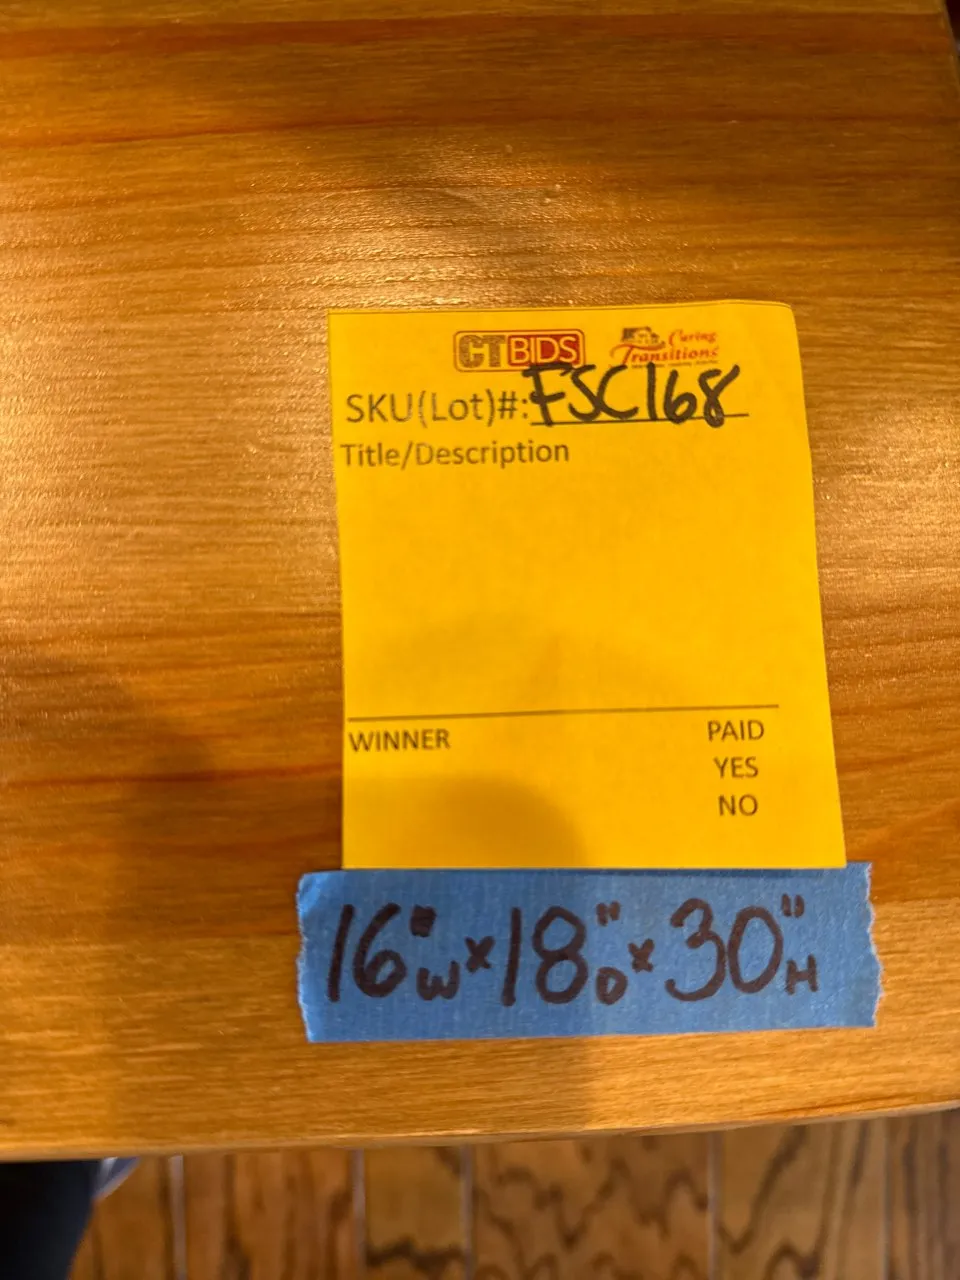 CTBIDS Caring Transitions
SKU(Lot)#: FSC168
Title/Description
WINNER PAID
YES
NO
16"W x 18"D x 30"H